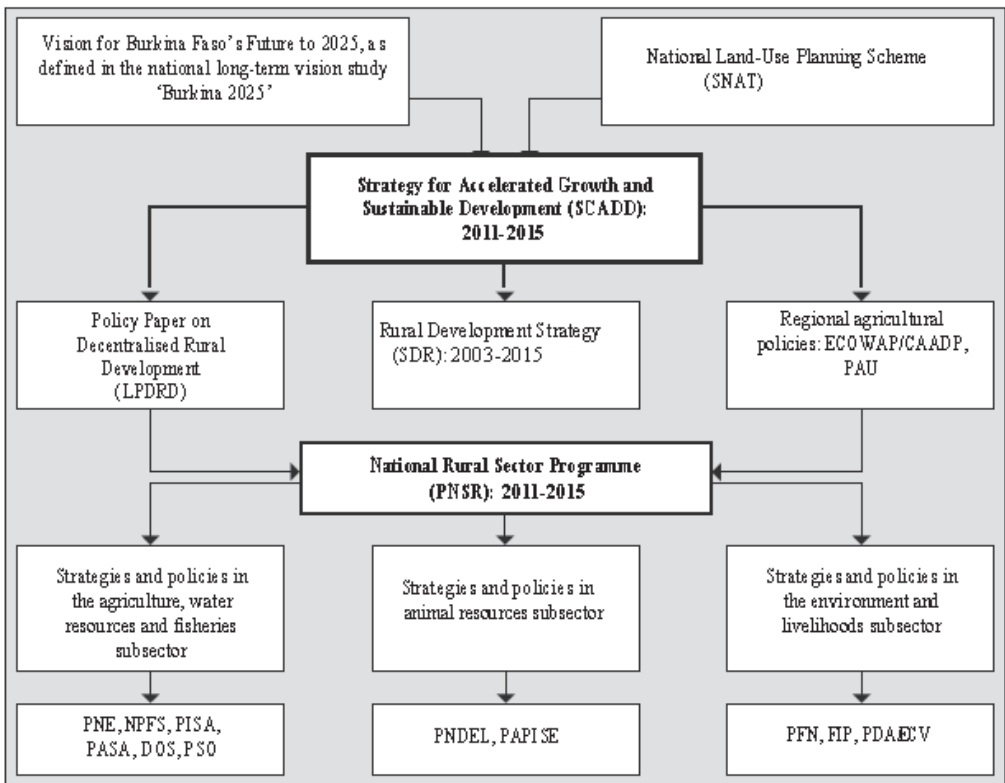 Vision for Burkina Faso's Future to 2025, as
defined in the national long-term vision study
'Burkina 2025'
National Land-Use Planning Scheme
(SNAT)
Strategy for Accelerated Growth and
Sustainable Development (SCADD):
2011-2015
Policy Paper on
Decentralised Rural
Development
(LPDRD)
Rural Development Strategy
(SDR): 2003-2015
Regional agricultural
policies: ECOWAP/CAADP,
PAU
National Rural Sector Programme
(PNSR): 2011-2015
Strategies and policies in
the agriculture, water
resources and fisheries
subsector
Strategies and policies in
animal resources subsector
Strategies and policies in
the environment and
livelihoods subsector
PNE, NPFS, PISA,
PASA, DOS, PSO
PNDEL, PAPISE
PFN, FIP, PDA/ECV